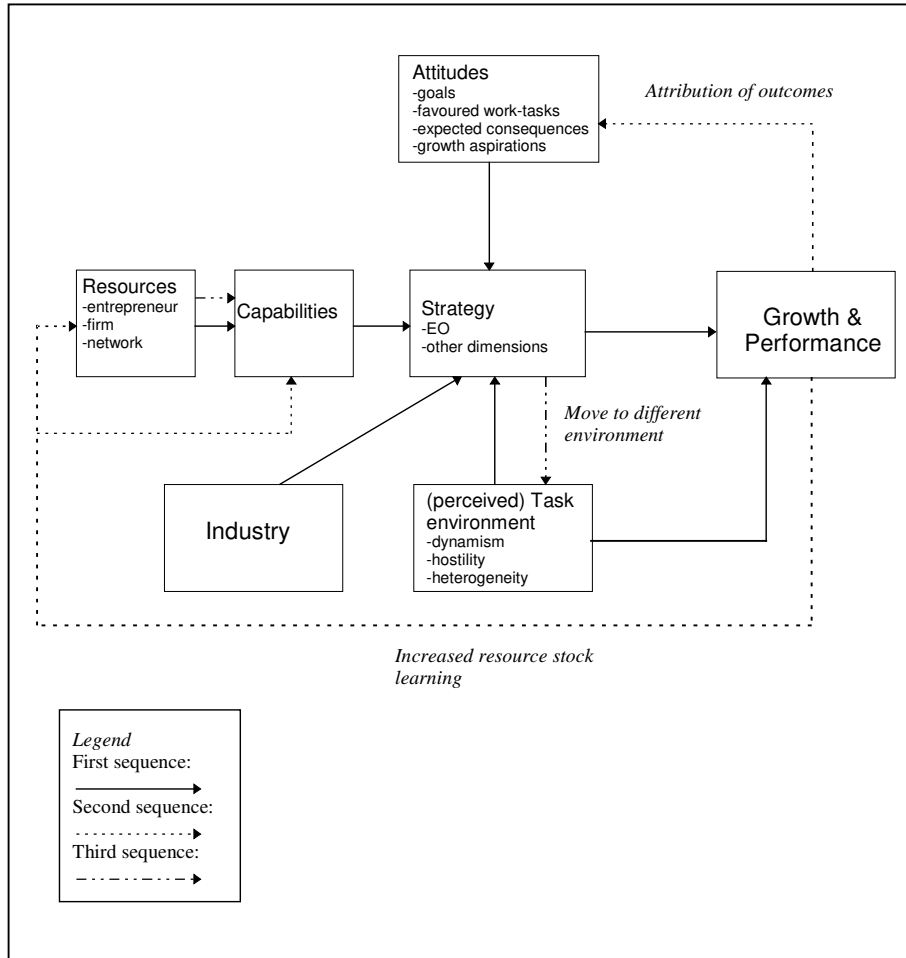 Attitudes
-goals
-favoured work-tasks
-expected consequences
-growth aspirations
Attribution of outcomes
Resources
-entrepreneur
-firm
-network
Capabilities
Strategy
-EO
-other dimensions
Growth &
Performance
Move to different
environment
Industry
(perceived) Task
environment
-dynamism
-hostility
-heterogeneity
Increased resource stock
learning
Legend
First sequence:
Second sequence:
Third sequence: